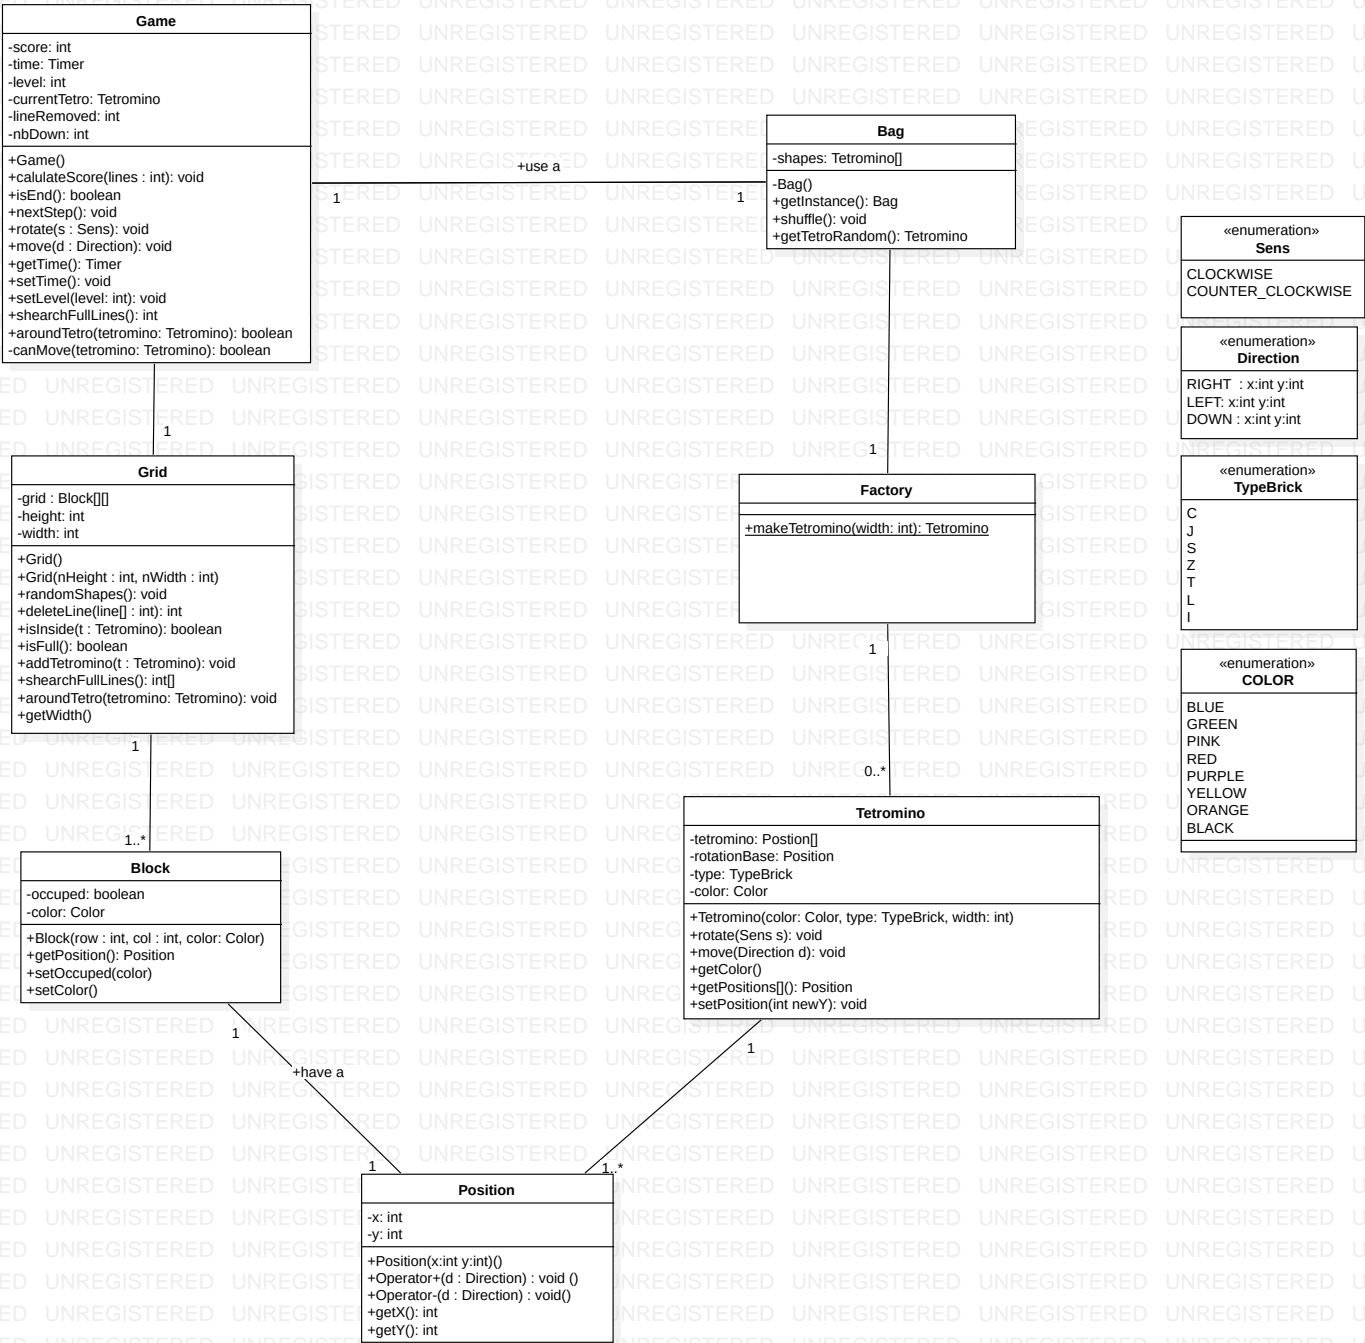 Game
-score: int
-time: Timer
-level: int
-currentTetro: Tetromino
-lineRemoved: int
-nbDown: int
+Game()
+calulateScore(lines : int): void
+isEnd(): boolean
+nextStep(): void
+rotate(s : Sens): void
+move(d : Direction): void
+getTime(): Timer
+setTime(): void
+setLevel(level: int): void
+shearchFullLines(): int
+aroundTetro(tetromino: Tetromino): boolean
-canMove(tetromino: Tetromino): boolean
+use a
1
1
Bag
-shapes: Tetromino[]
-Bag()
+getInstance(): Bag
+shuffle(): void
+getTetroRandom(): Tetromino
«enumeration»
Sens
CLOCKWISE
COUNTER_CLOCKWISE
«enumeration»
Direction
RIGHT : x:int y:int
LEFT: x:int y:int
DOWN : x:int y:int
«enumeration»
TypeBrick
C
J
S
Z
T
L
I
«enumeration»
COLOR
BLUE
GREEN
PINK
RED
PURPLE
YELLOW
ORANGE
BLACK
1
Grid
-grid : Block[][]
-height: int
-width: int
+Grid()
+Grid(nHeight : int, nWidth : int)
+randomShapes(): void
+deleteLine(line[] : int): int
+isInside(t : Tetromino): boolean
+isFull(): boolean
+addTetromino(t : Tetromino): void
+shearchFullLines(): int[]
+aroundTetro(tetromino: Tetromino): void
+getWidth()
1
Factory
+makeTetromino(width: int): Tetromino
1
0..*
1
1..*
Block
-occuped: boolean
-color: Color
+Block(row : int, col : int, color: Color)
+getPosition(): Position
+setOccuped(color)
+setColor()
Tetromino
-tetromino: Postion[]
-rotationBase: Position
-type: TypeBrick
-color: Color
+Tetromino(color: Color, type: TypeBrick, width: int)
+rotate(Sens s): void
+move(Direction d): void
+getColor()
+getPositions[](): Position
+setPosition(int newY): void
1
+have a
1
1
1..*
Position
-x: int
-y: int
+Position(x:int y:int)()
+Operator+(d : Direction) : void ()
+Operator-(d : Direction) : void()
+getX(): int
+getY(): int
UNREGISTERED